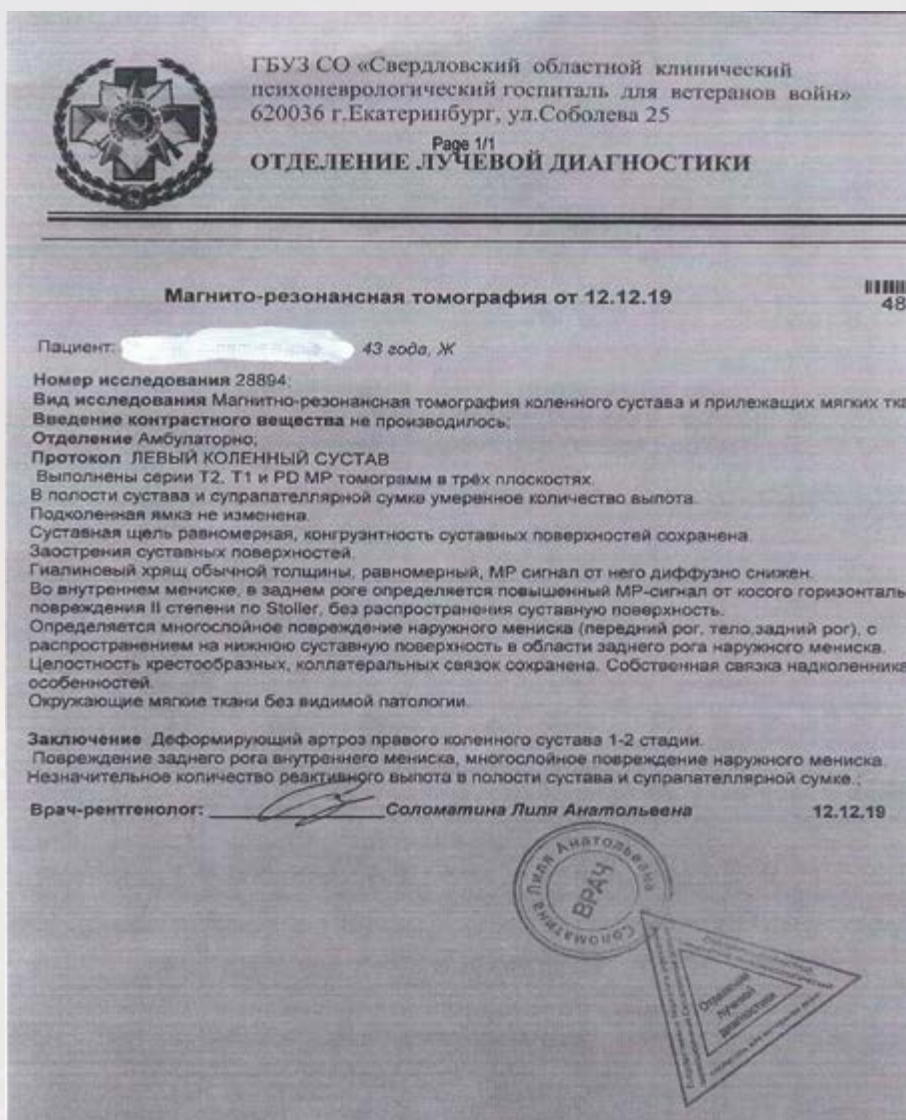 ГБУЗ СО «Свердловский областной клинический
психоневрологический госпиталь для ветеранов войн»
620036 г.Екатеринбург, ул.Соболева 25
Page 1/1
ОТДЕЛЕНИЕ ЛУЧЕВОЙ ДИАГНОСТИКИ
Магнито-резонансная томография от 12.12.19
48
Пациент: 43 года, Ж
Номер исследования 28894;
Вид исследования Магнитно-резонансная томография коленного сустава и прилежащих мягких тка
Введение контрастного вещества не производилось;
Отделение Амбулаторно;
Протокол ЛЕВЫЙ КОЛЕННЫЙ СУСТАВ
Выполнены серии Т2, Т1 и PD МР томограмм в трёх плоскостях.
В полости сустава и супрапателлярной сумке умеренное количество выпота.
Подколенная ямка не изменена.
Суставная щель равномерная, конгруэнтность суставных поверхностей сохранена.
Заострения суставных поверхностей.
Гиалиновый хрящ обычной толщины, равномерный, МР сигнал от него диффузно снижен.
Во внутреннем мениске, в заднем роге определяется повышенный МР-сигнал от косого горизонталь
повреждения II степени по Stoller, без распространения суставную поверхность.
Определяется многослойное повреждение наружного мениска (передний рог, тело,задний рог), с
распространением на нижнюю суставную поверхность в области заднего рога наружного мениска.
Целостность крестообразных, коллатеральных связок сохранена. Собственная связка надколенника
особенностей.
Окружающие мягкие ткани без видимой патологии.
Заключение Деформирующий артроз правого коленного сустава 1-2 стадии.
Повреждение заднего рога внутреннего мениска, многослойное повреждение наружного мениска.
Незначительное количество реактивного выпота в полости сустава и супрапателлярной сумке.;
Врач-рентгенолог: Соломатина Лиля Анатольевна 12.12.19
Соломатина Лиля Анатольевна
ВРАЧ
Отделение
лучевой
диагностики